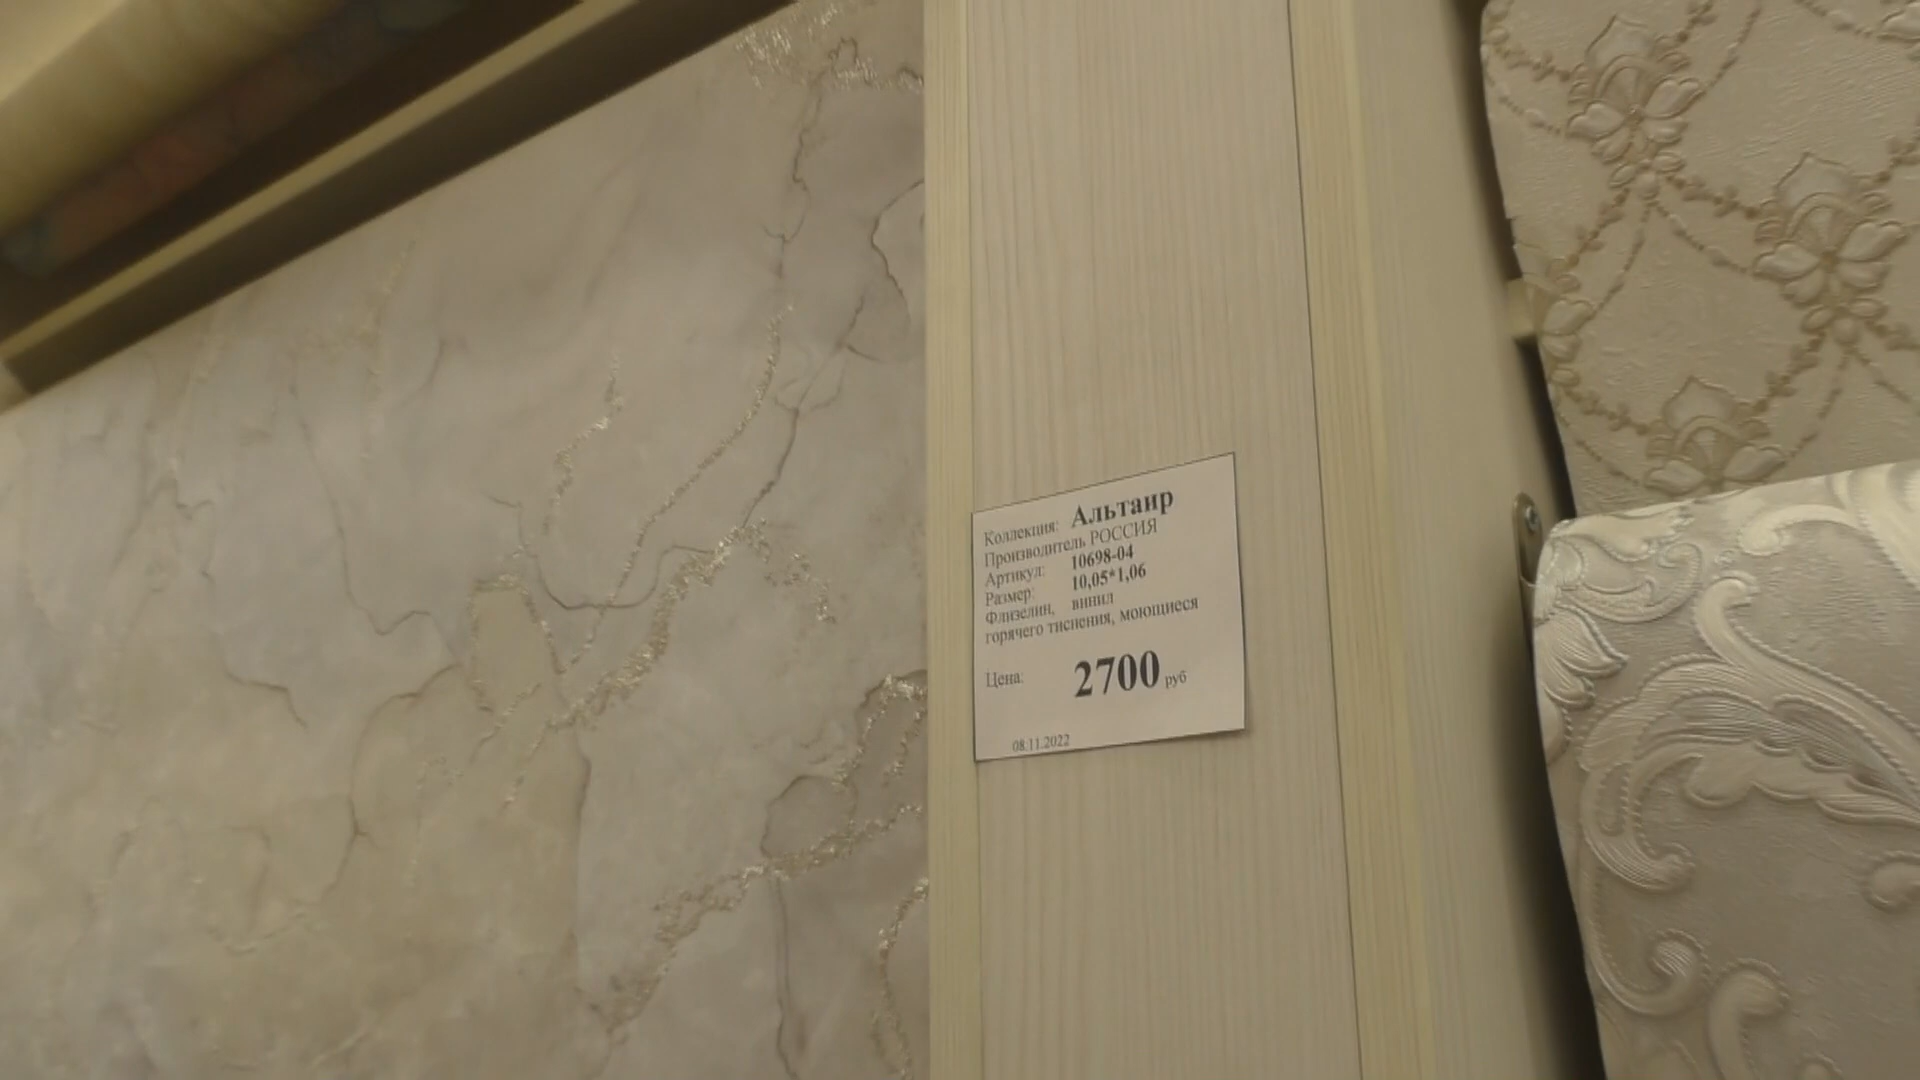 Коллекция: Альтаир
Производитель РОССИЯ
Артикул: 10698-04
Размер: 10,05*1,06
Флизелин, винил
горячего тиснения, моющиеся
Цена: 2700 руб
08.11.2022